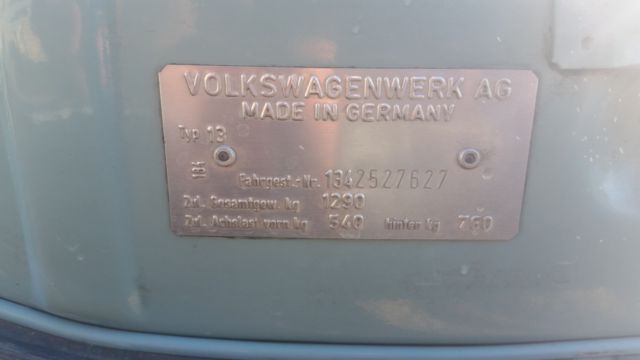 VOLKSWAGENWERK AG
MADE IN GERMANY
Typ 13
184
Fahrgest.-Nr. 1342527627
Zul. Gesamtgew. kg 1290
Zul. Achslast vorn kg 540 Hinten kg 760